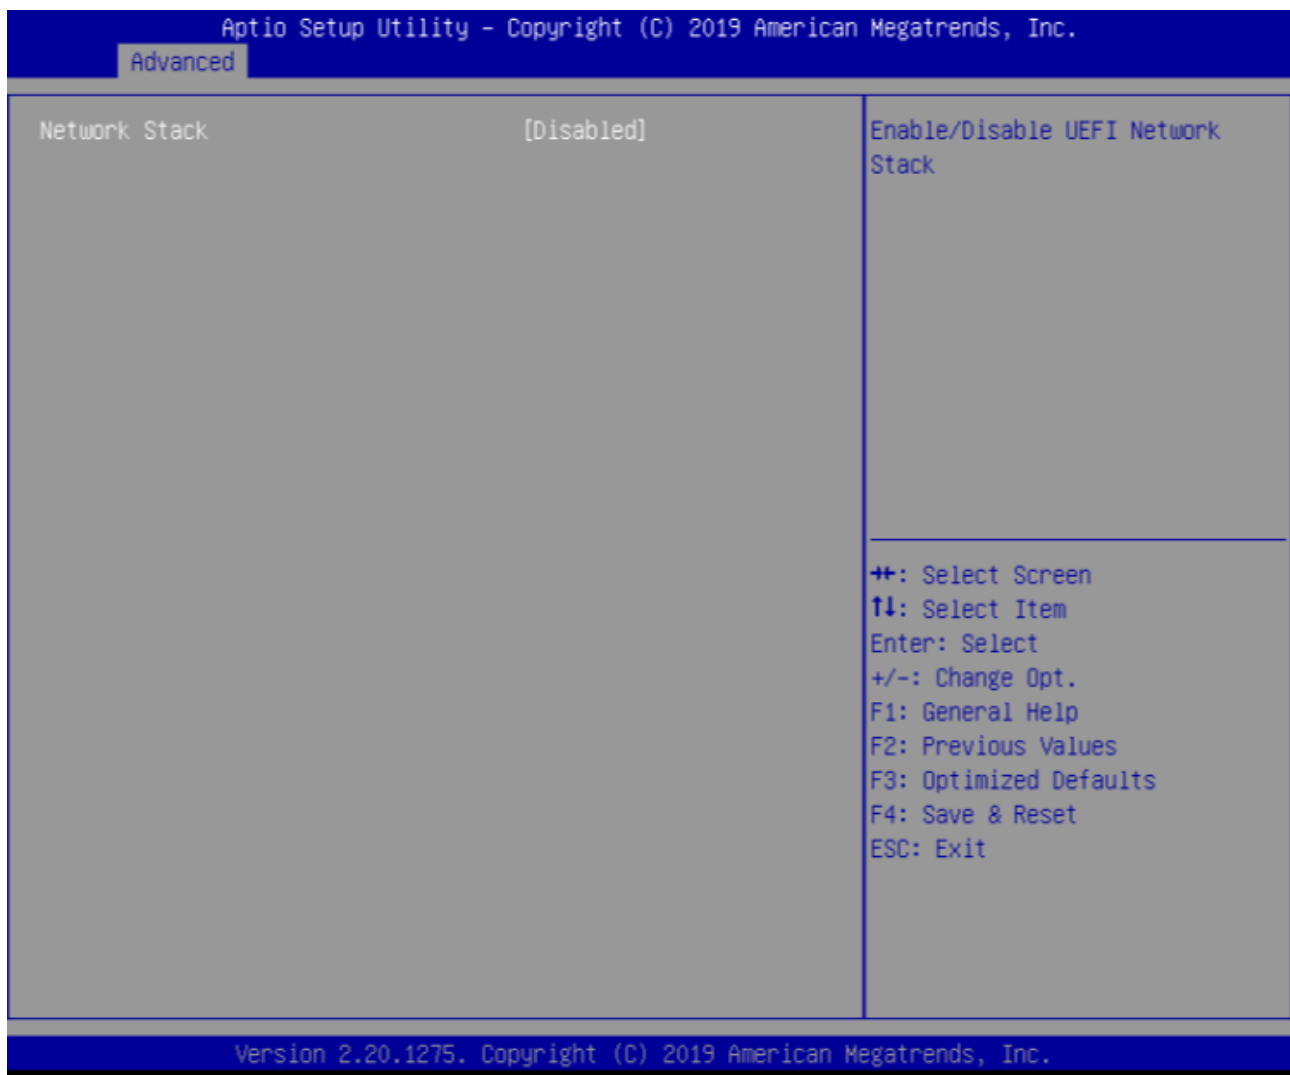 Aptio Setup Utility – Copyright (C) 2019 American Megatrends, Inc.
Advanced
Network Stack [Disabled]
Enable/Disable UEFI Network
Stack
→←: Select Screen
↑↓: Select Item
Enter: Select
+/-: Change Opt.
F1: General Help
F2: Previous Values
F3: Optimized Defaults
F4: Save & Reset
ESC: Exit
Version 2.20.1275. Copyright (C) 2019 American Megatrends, Inc.